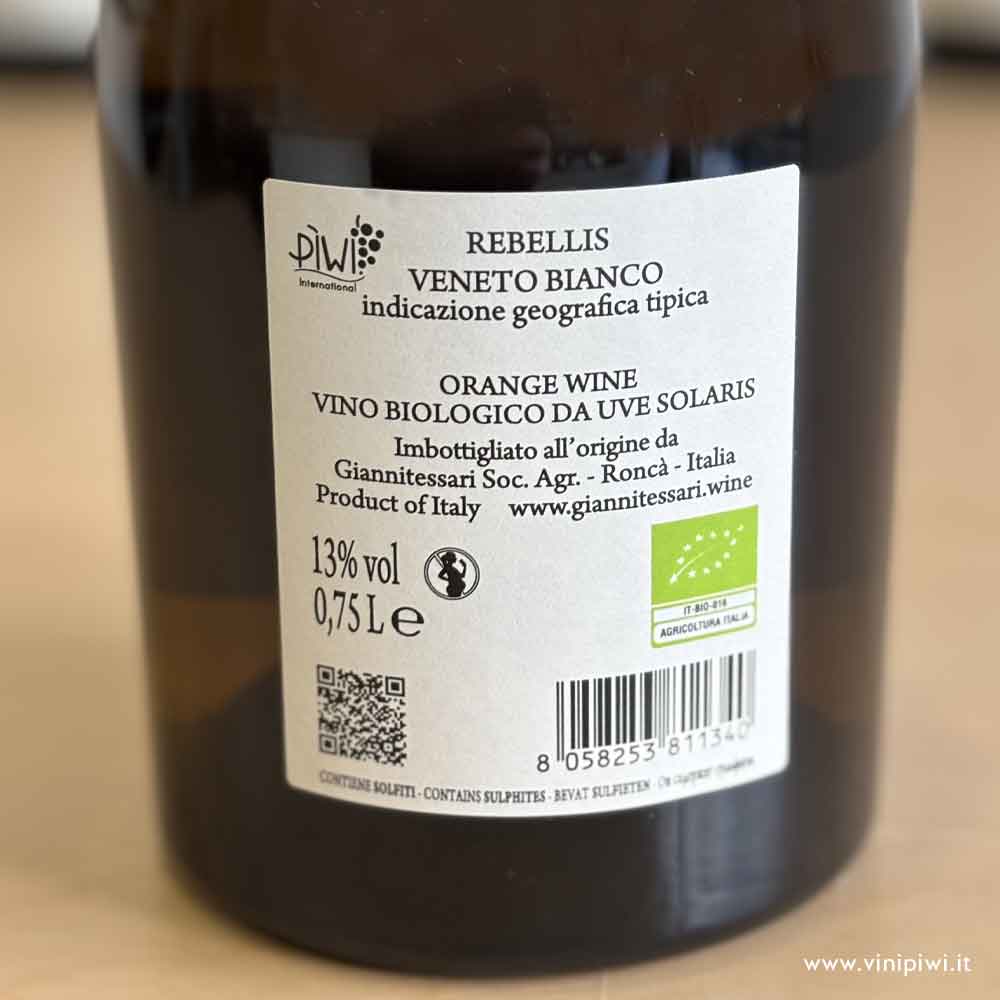 PÌWI
international
REBELLIS
VENETO BIANCO
indicazione geografica tipica
ORANGE WINE
VINO BIOLOGICO DA UVE SOLARIS
Imbottigliato all'origine da
Giannitessari Soc. Agr. - Roncà - Italia
Product of Italy www.giannitessari.wine
13% vol
0,75 L e
IT-BIO-016
AGRICOLTURA ITALIA
8 058253 811340
CONTIENE SOLFITI - CONTAINS SULPHITES - BEVAT SULFIETEN -
www.vinipiwi.it